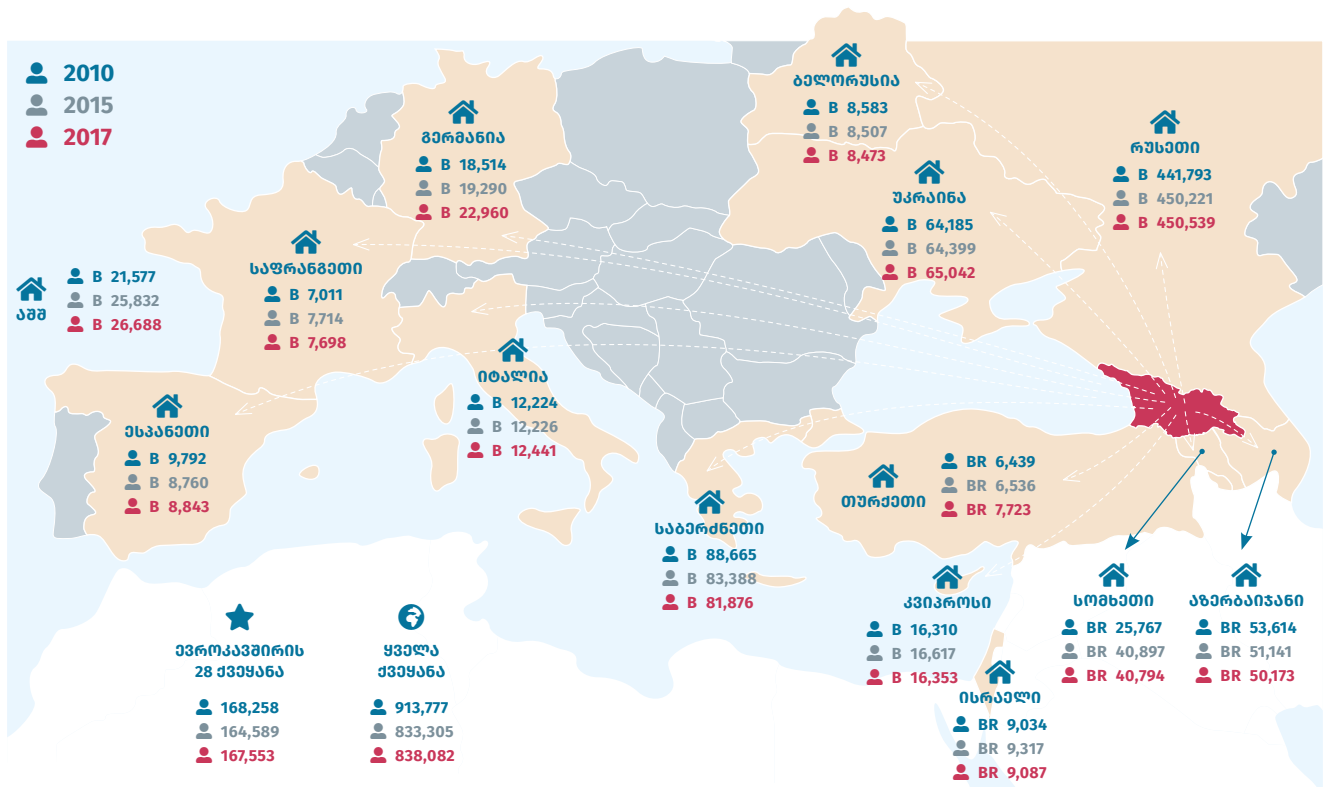 2010
2015
2017
ბელორუსია
B 8,583
B 8,507
B 8,473
გერმანია
B 18,514
B 19,290
B 22,960
რუსეთი
B 441,793
B 450,221
B 450,539
უკრაინა
B 64,185
B 64,399
B 65,042
საფრანგეთი
B 7,011
B 7,714
B 7,698
აშშ
B 21,577
B 25,832
B 26,688
იტალია
B 12,224
B 12,226
B 12,441
ესპანეთი
B 9,792
B 8,760
B 8,843
თურქეთი
BR 6,439
BR 6,536
BR 7,723
საბერძნეთი
B 88,665
B 83,388
B 81,876
კვიპროსი
B 16,310
B 16,617
B 16,353
სომხეთი
BR 25,767
BR 40,897
BR 40,794
აზერბაიჯანი
BR 53,614
BR 51,141
BR 50,173
ისრაელი
BR 9,034
BR 9,317
BR 9,087
ევროკავშირის
28 ქვეყანა
168,258
164,589
167,553
ყველა
ქვეყანა
913,777
833,305
838,082